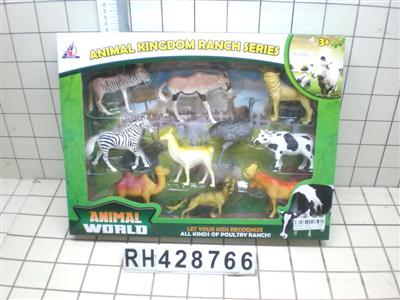 ANIMAL KINGDOM RANCH SERIES
3+
ANIMAL
WORLD
LET YOUR KIDS RECOGNIZE
ALL KINDS OF POULTRY RANCH!
RH428766